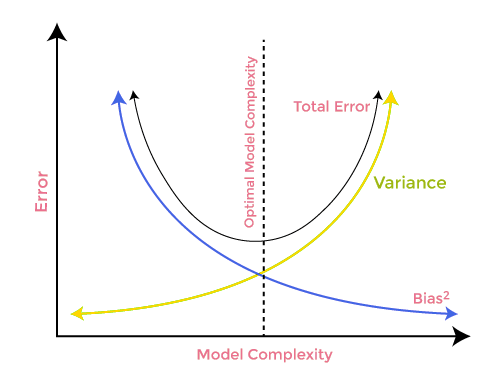 Optimal Model Complexity
Total Error
Variance
Error
Bias²
Model Complexity